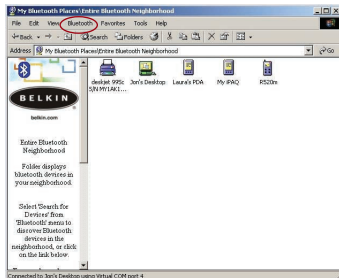 My Bluetooth Places\Entire Bluetooth Neighborhood
File Edit View Bluetooth Favorites Tools Help
Back Search Folders
Address My Bluetooth Places\Entire Bluetooth Neighborhood Go
deskjet 995c Jon's Desktop Laura's PDA My iPAQ R520m
S/N MY1AK1...
BELKIN
belkin.com
Entire Bluetooth
Neighborhood
Folder displays
bluetooth devices in
your neighborhood.
Select 'Search for
Devices' from
'Bluetooth' menu to
discover Bluetooth
devices in the
neighborhood, or click
on the link below.
Connected to Jon's Desktop using Virtual COM port 4